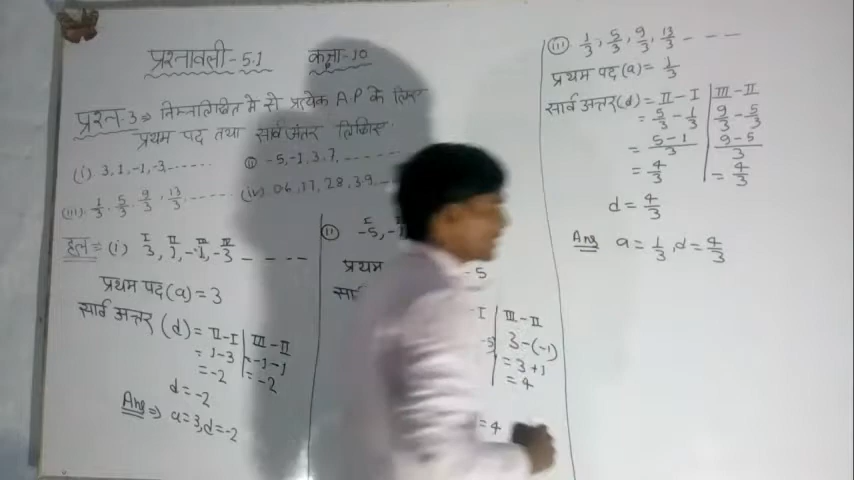 प्रश्नावली-5.1 कक्षा-10
प्रश्न-3 ⇒ निम्नलिखित मे से प्रत्येक A.P के लिए
प्रथम पद तथा सार्व अंतर लिखिए
(i) 3, 1, -1, -3, ...... (ii) -5, -1, 3, 7, ------
(iii) 1/3, 5/3, 9/3, 13/3, ------ (iv) 0.6, 1.7, 2.8, 3.9
हल = (i) 3, 1, -1, -3 ----
I II III IV
प्रथम पद (a) = 3
सार्व अन्तर (d) = II-I | III-II
= 1-3 | = -1-1
= -2 | = -2
d = -2
Ans ⇒ a = 3, d = -2
(ii) -5, -1
I
प्रथम -5
-I | III-II
-5) | 3-(-1)
= 3+1
= 4
= 4
(iii) 1/3, 5/3, 9/3, 13/3 ----
प्रथम पद (a) = 1/3
सार्व अन्तर (d) = II-I | III-II
= 5/3 - 1/3 | 9/3 - 5/3
= 5-1/3 | 9-5/3
= 4/3 | = 4/3
d = 4/3
Ans a = 1/3, d = 4/3